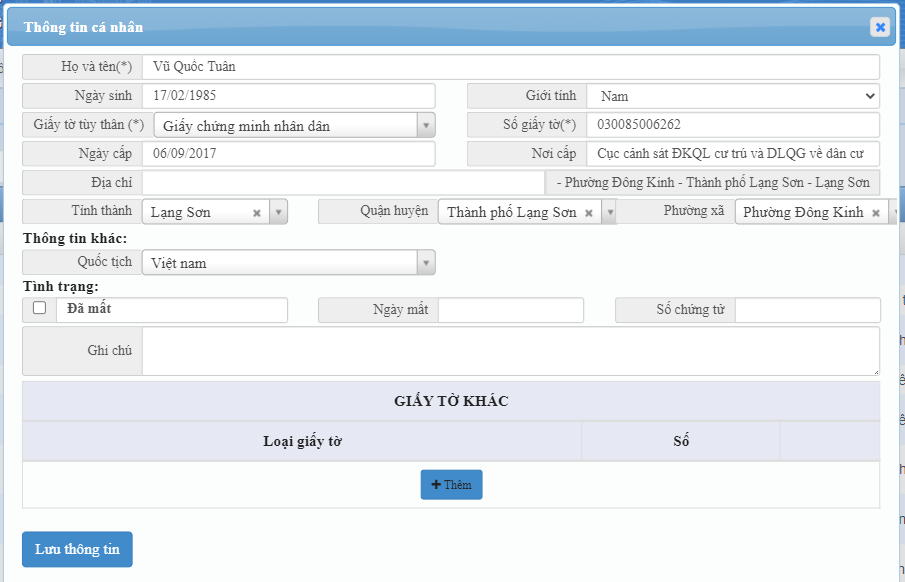 Thông tin cá nhân
Họ và tên(*) Vũ Quốc Tuân
Ngày sinh 17/02/1985 Giới tính Nam
Giấy tờ tùy thân (*) Giấy chứng minh nhân dân Số giấy tờ(*) 030085006262
Ngày cấp 06/09/2017 Nơi cấp Cục cảnh sát ĐKQL cư trú và DLQG về dân cư
Địa chỉ - Phường Đông Kinh - Thành phố Lạng Sơn - Lạng Sơn
Tỉnh thành Lạng Sơn Quận huyện Thành phố Lạng Sơn Phường xã Phường Đông Kinh
Thông tin khác:
Quốc tịch Việt nam
Tình trạng:
Đã mất Ngày mất Số chứng tử
Ghi chú
GIẤY TỜ KHÁC
Loại giấy tờ Số
Thêm
Lưu thông tin